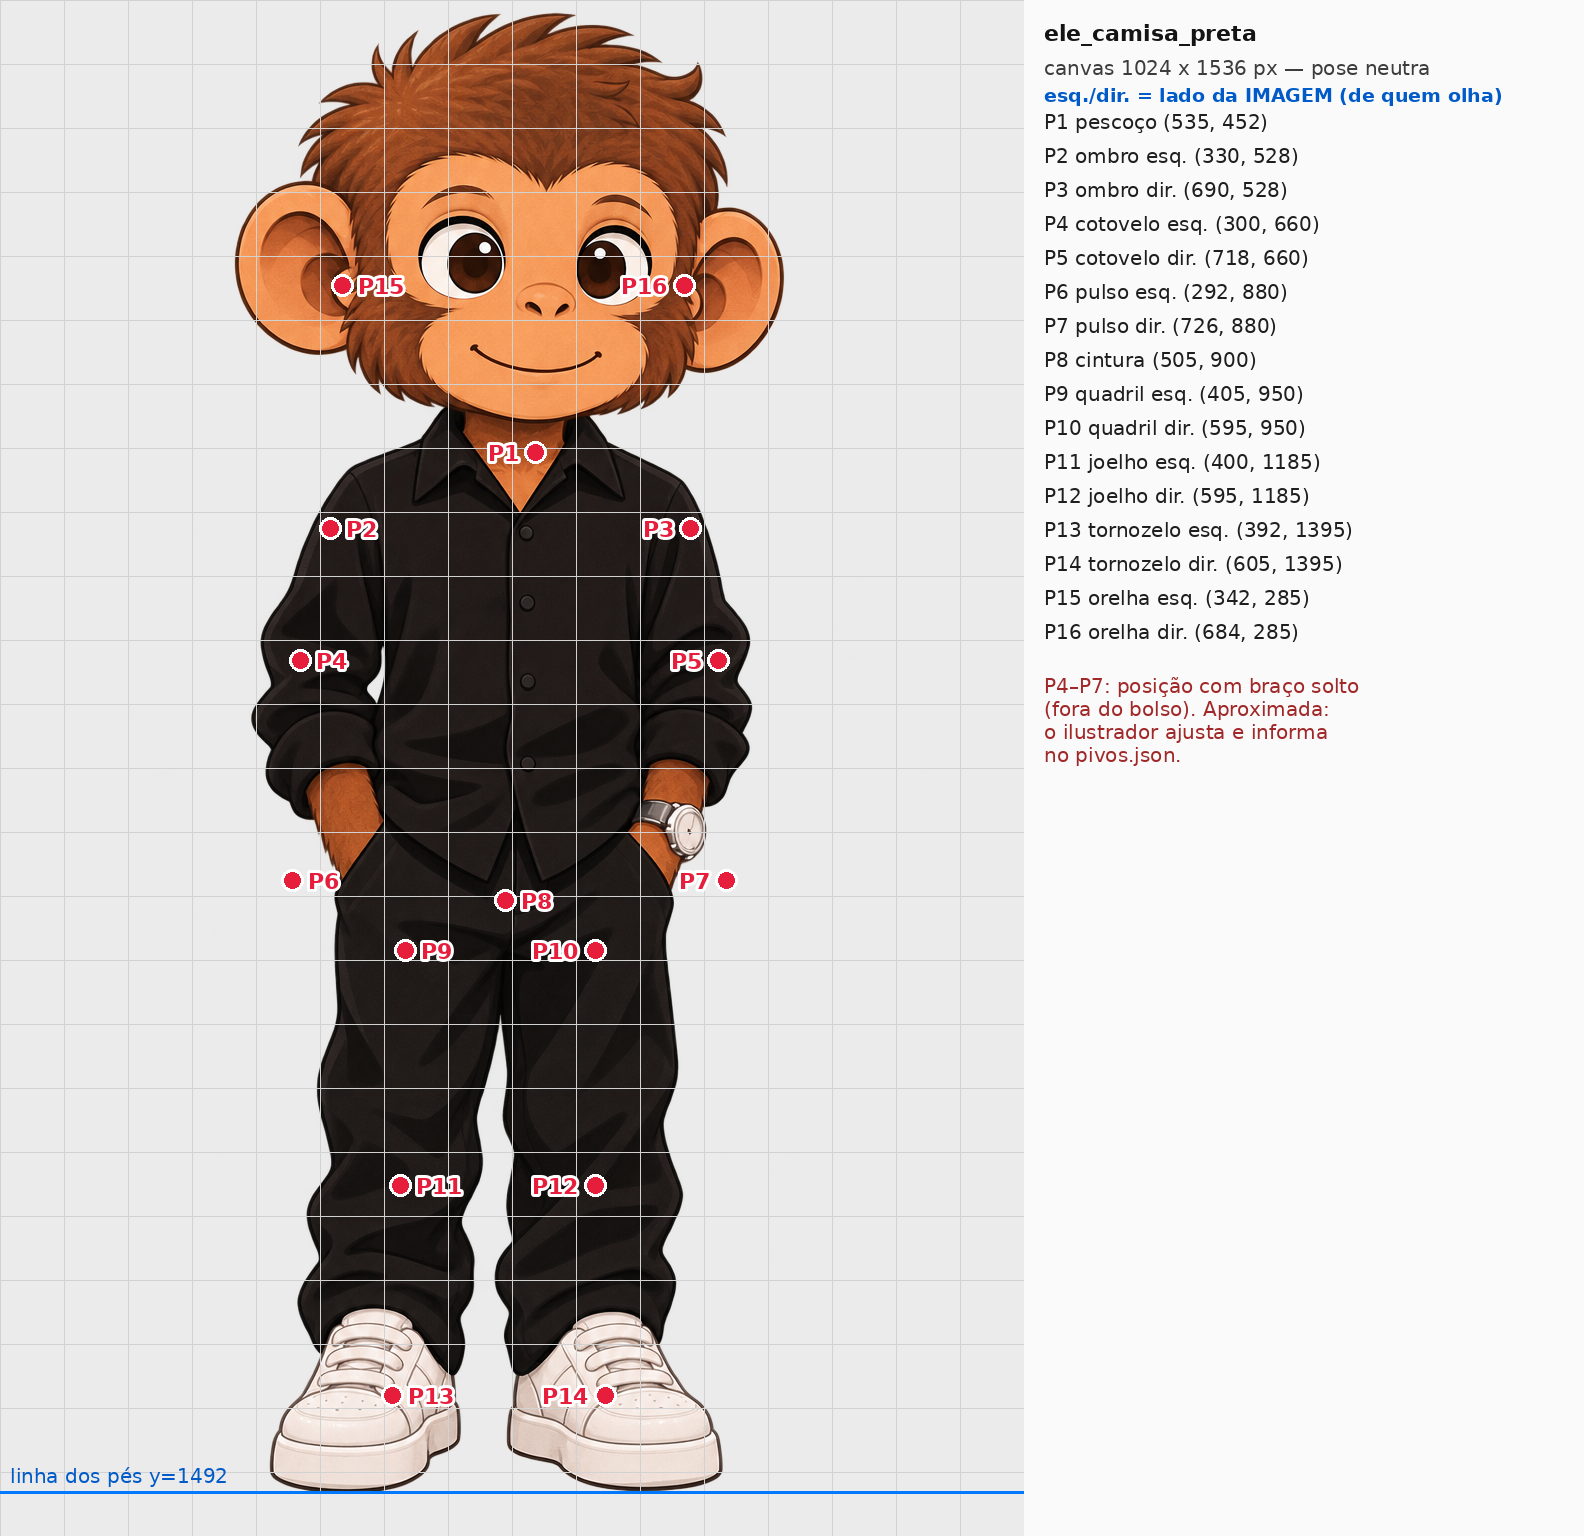 ele_camisa_preta
canvas 1024 x 1536 px — pose neutra
esq./dir. = lado da IMAGEM (de quem olha)
P1 pescoço (535, 452)
P2 ombro esq. (330, 528)
P3 ombro dir. (690, 528)
P4 cotovelo esq. (300, 660)
P5 cotovelo dir. (718, 660)
P6 pulso esq. (292, 880)
P7 pulso dir. (726, 880)
P8 cintura (505, 900)
P9 quadril esq. (405, 950)
P10 quadril dir. (595, 950)
P11 joelho esq. (400, 1185)
P12 joelho dir. (595, 1185)
P13 tornozelo esq. (392, 1395)
P14 tornozelo dir. (605, 1395)
P15 orelha esq. (342, 285)
P16 orelha dir. (684, 285)
P4–P7: posição com braço solto
(fora do bolso). Aproximada:
o ilustrador ajusta e informa
no pivos.json.
P15 P16
P1
P2 P3
P4 P5
P6 P7
P8
P9 P10
P11 P12
P13 P14
linha dos pés y=1492